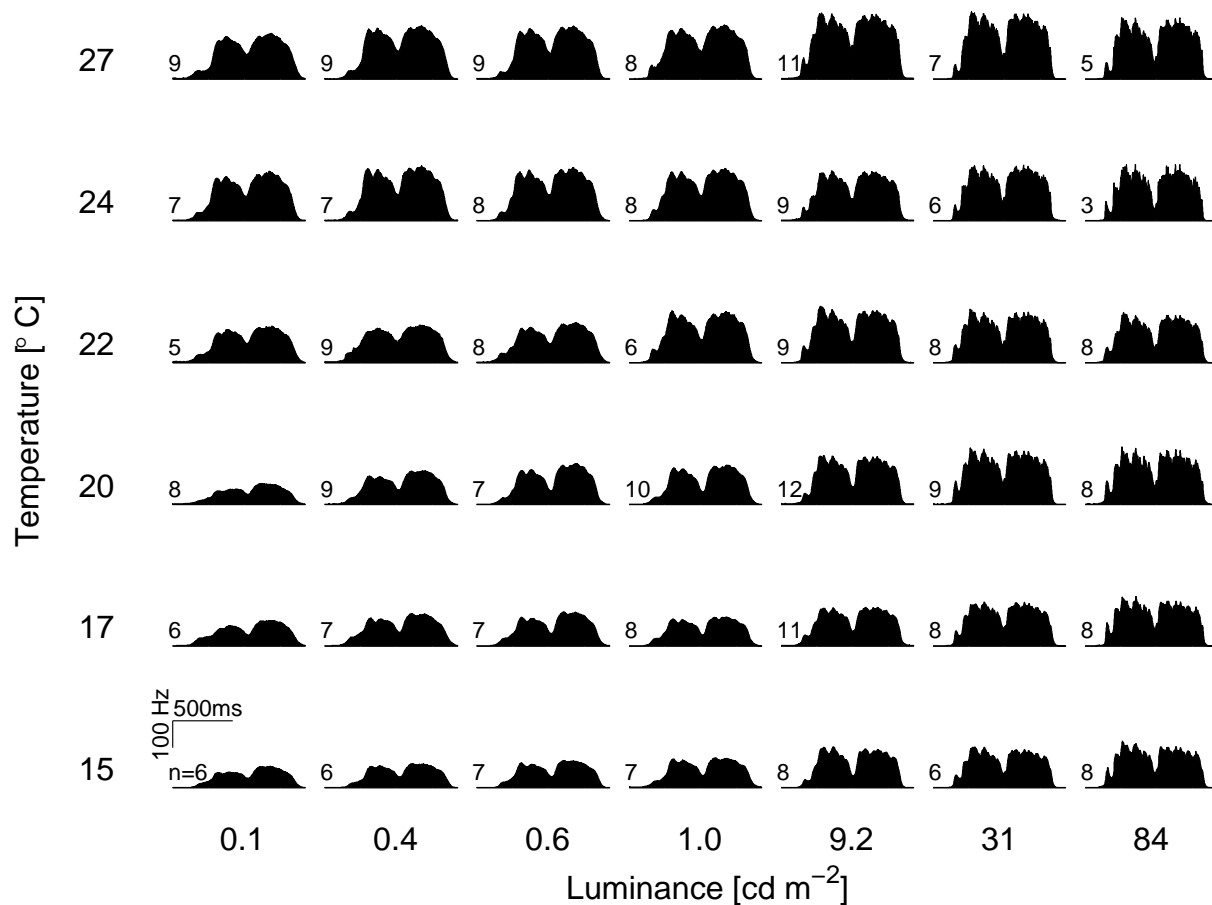 27 9 9 9 8 11 7 5
24 7 7 8 8 9 6 3
22 5 9 8 6 9 8 8
20 8 9 7 10 12 9 8
17 6 7 7 8 11 8 8
500ms
100 Hz
15 n=6 6 7 7 8 6 8
0.1 0.4 0.6 1.0 9.2 31 84
Temperature [° C]
Luminance [cd m−2]